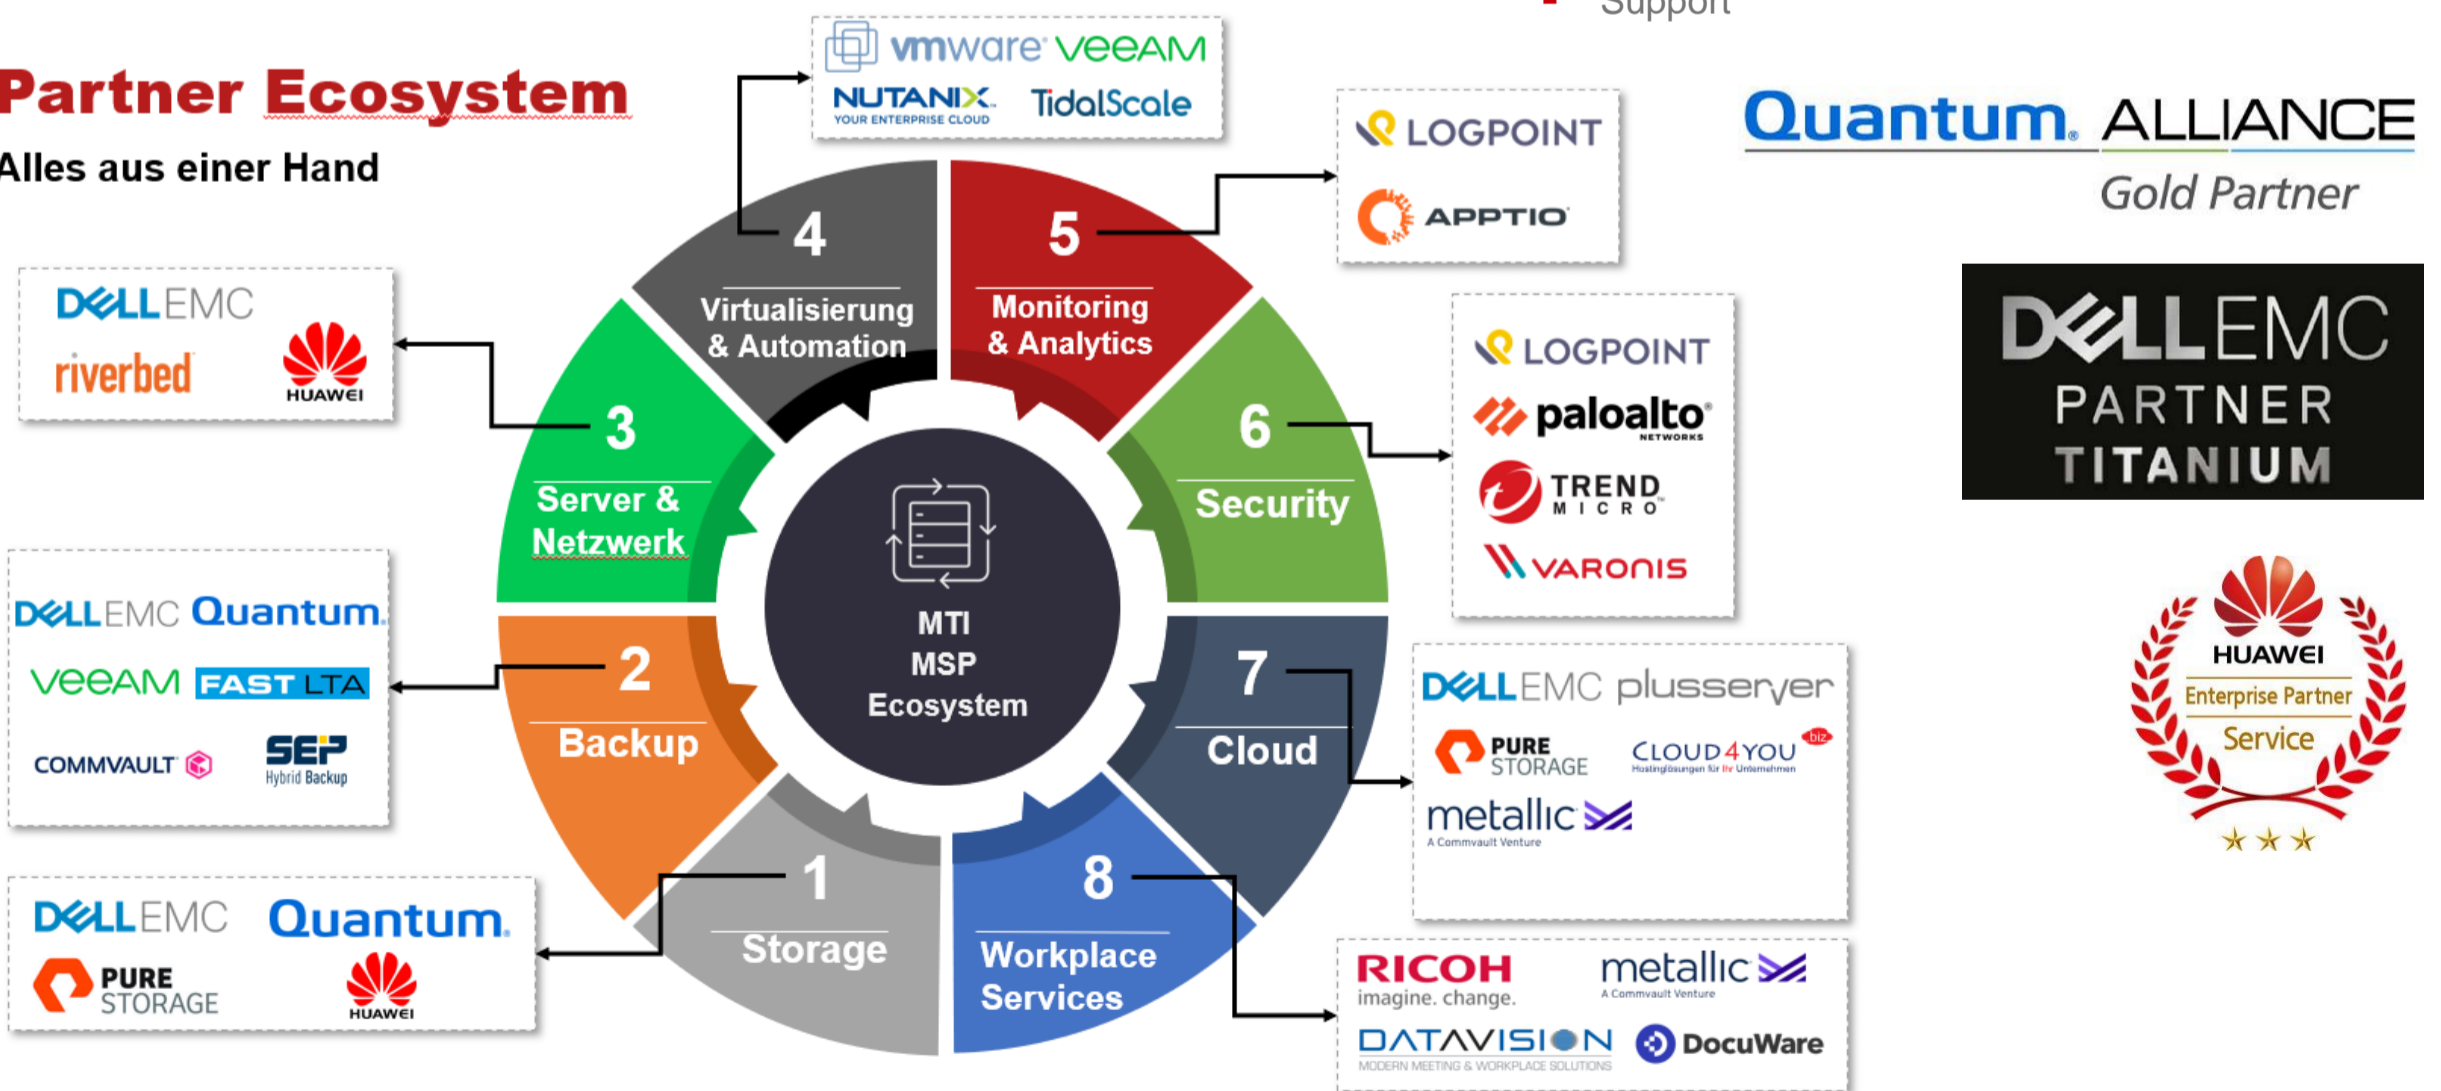 Support
Partner Ecosystem
Alles aus einer Hand
vmware VEEAM
NUTANIX
YOUR ENTERPRISE CLOUD
TidalScale
LOGPOINT
APPTIO
Quantum ALLIANCE
Gold Partner
DELLEMC
PARTNER
TITANIUM
HUAWEI
Enterprise Partner
Service
DELLEMC
riverbed
HUAWEI
4
Virtualisierung
& Automation
5
Monitoring
& Analytics
LOGPOINT
paloalto
NETWORKS
TREND
MICRO
VARONIS
3
Server &
Netzwerk
6
Security
MTI
MSP
Ecosystem
DELLEMC Quantum
VEEAM FAST LTA
COMMVAULT
SEP
Hybrid Backup
2
Backup
7
Cloud
DELLEMC plusserver
PURE
STORAGE
CLOUD4YOU biz
Hostinglösungen für Ihr Unternehmen
metallic
A Commvault Venture
DELLEMC Quantum
PURE
STORAGE
HUAWEI
1
Storage
8
Workplace
Services
RICOH
imagine. change.
metallic
A Commvault Venture
DATAVISION
MODERN MEETING & WORKPLACE SOLUTIONS
DocuWare